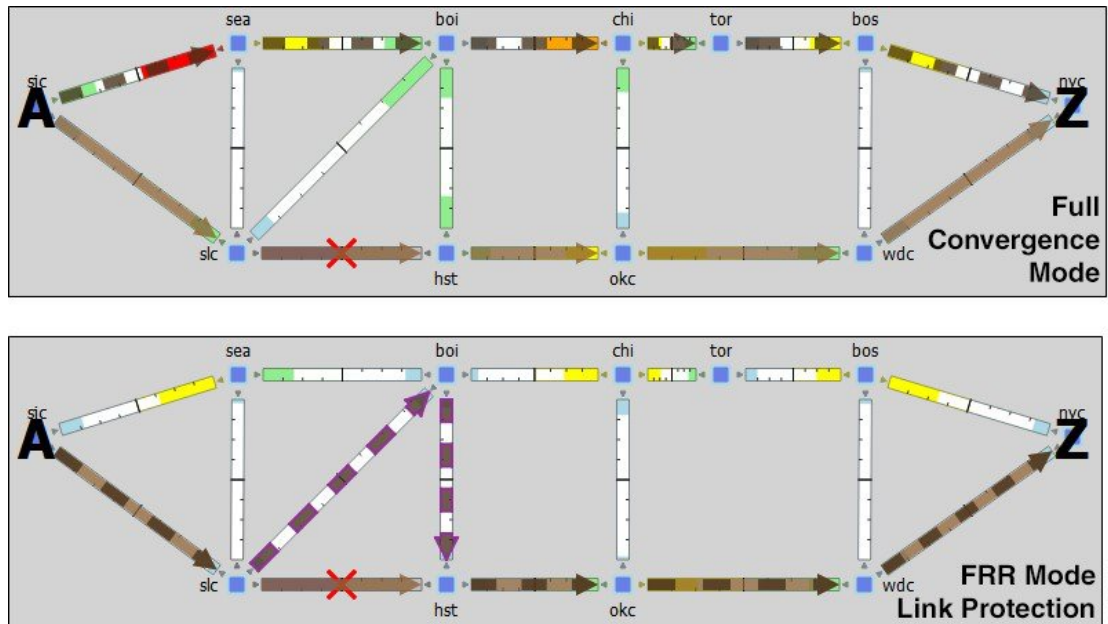 sea
boi
chi
tor
bos
sjc
A
nyc
Z
slc
hst
okc
wdc
Full
Convergence
Mode
sea
boi
chi
tor
bos
sjc
A
nyc
Z
slc
hst
okc
wdc
FRR Mode
Link Protection